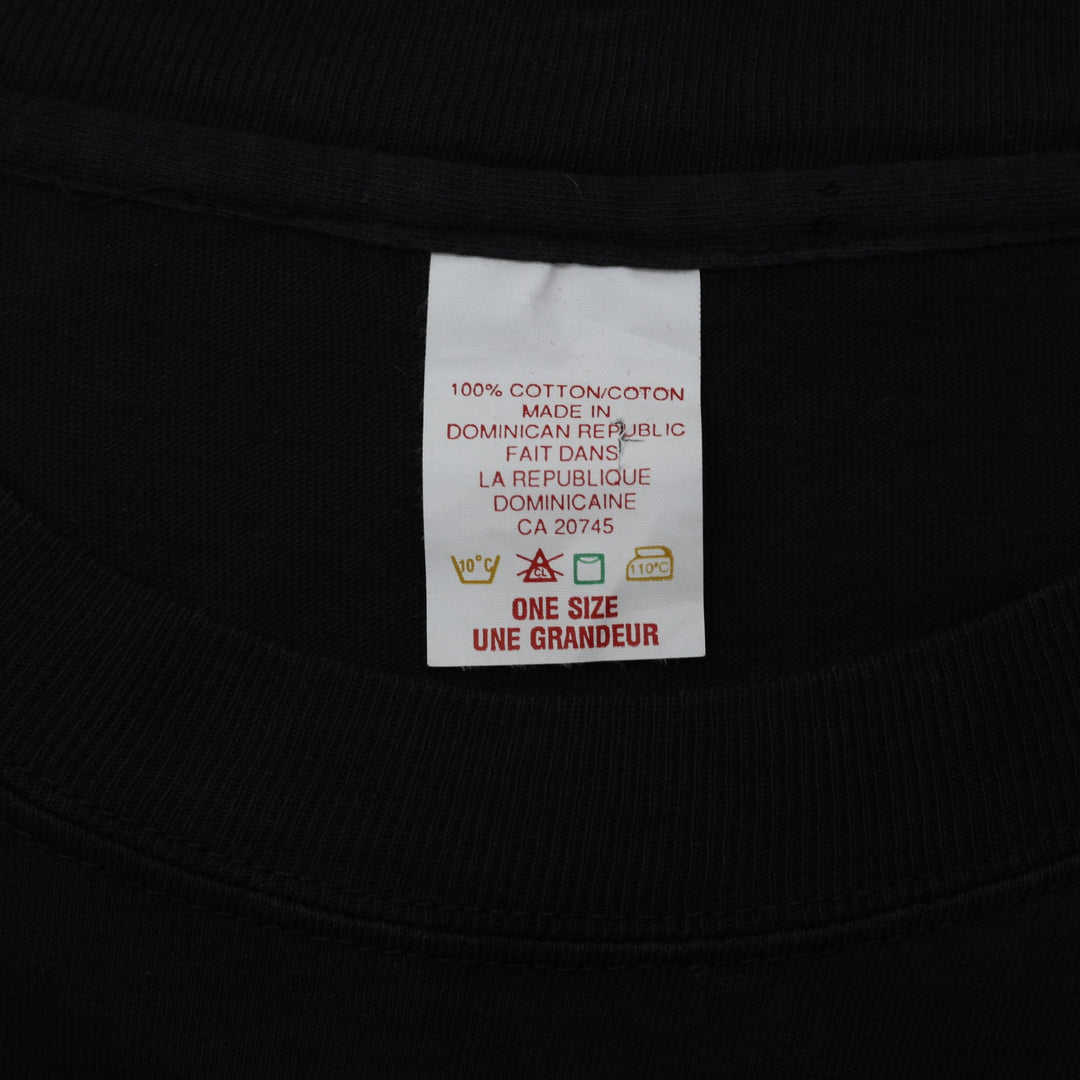 100% COTTON/COTON
MADE IN
DOMINICAN REPUBLIC
FAIT DANS
LA REPUBLIQUE
DOMINICAINE
CA 20745
10°C CL 110°C
ONE SIZE
UNE GRANDEUR